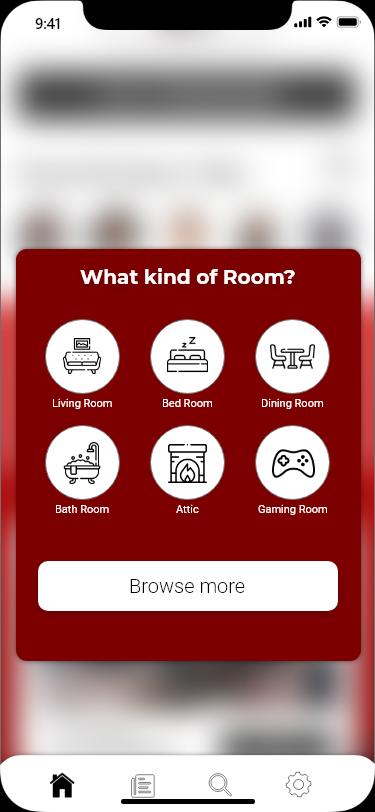 9:41
What kind of Room?
Living Room
Bed Room
Dining Room
Bath Room
Attic
Gaming Room
Browse more